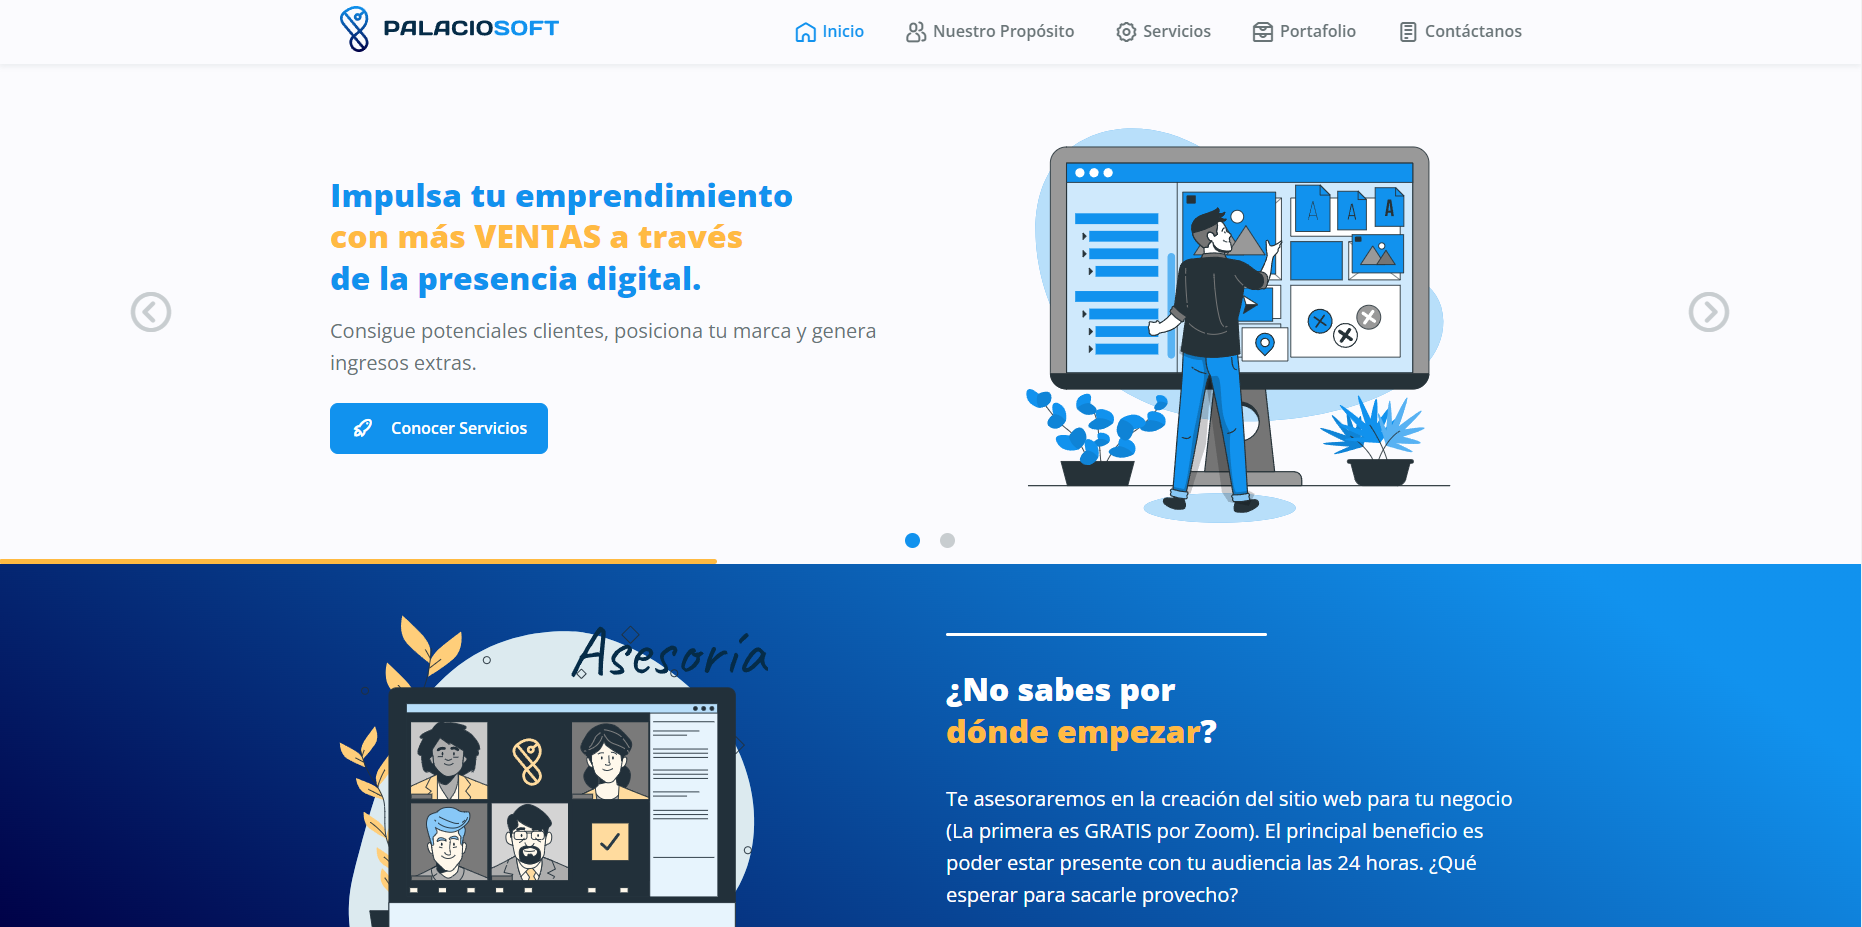 PALACIOSOFT
Inicio
Nuestro Propósito
Servicios
Portafolio
Contáctanos
Impulsa tu emprendimiento
con más VENTAS a través
de la presencia digital.
Consigue potenciales clientes, posiciona tu marca y genera
ingresos extras.
Conocer Servicios
A
A
A
Asesoría
¿No sabes por
dónde empezar?
Te asesoraremos en la creación del sitio web para tu negocio
(La primera es GRATIS por Zoom). El principal beneficio es
poder estar presente con tu audiencia las 24 horas. ¿Qué
esperar para sacarle provecho?